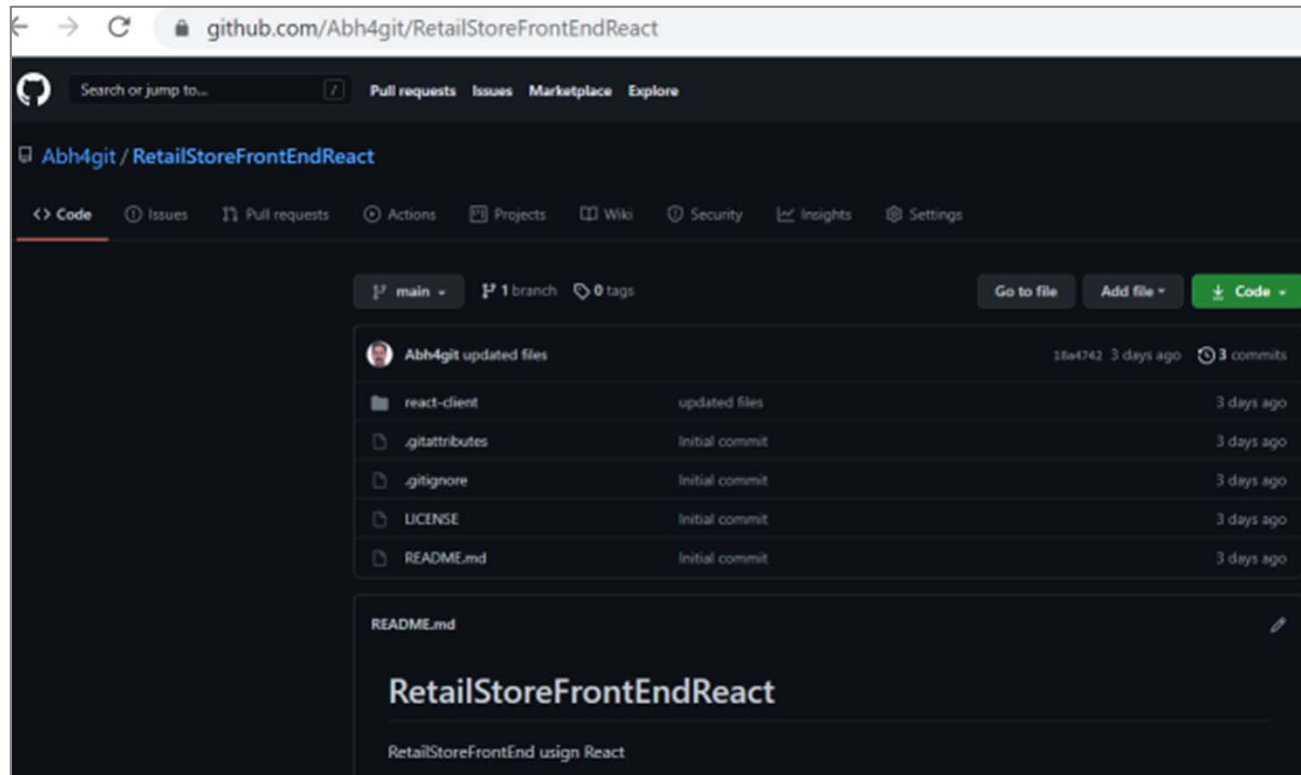 github.com/Abh4git/RetailStoreFrontEndReact
Search or jump to... / Pull requests Issues Marketplace Explore
Abh4git / RetailStoreFrontEndReact
<> Code Issues Pull requests Actions Projects Wiki Security Insights Settings
main 1 branch 0 tags Go to file Add file Code
Abh4git updated files 18a4742 3 days ago 3 commits
react-client updated files 3 days ago
.gitattributes Initial commit 3 days ago
.gitignore Initial commit 3 days ago
LICENSE Initial commit 3 days ago
README.md Initial commit 3 days ago
README.md
RetailStoreFrontEndReact
RetailStoreFrontEnd usign React